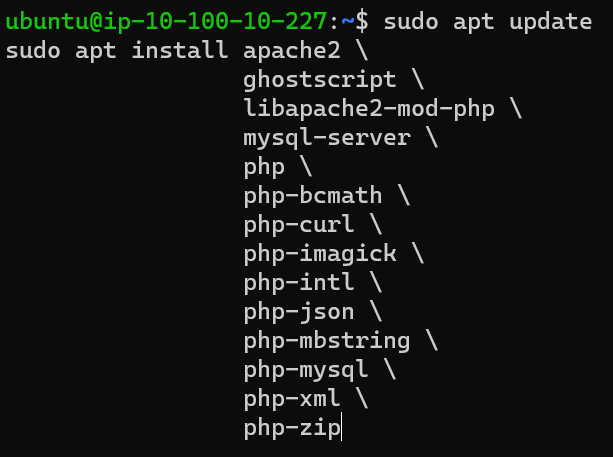 ubuntu@ip-10-100-10-227:~$ sudo apt update
sudo apt install apache2 \
                 ghostscript \
                 libapache2-mod-php \
                 mysql-server \
                 php \
                 php-bcmath \
                 php-curl \
                 php-imagick \
                 php-intl \
                 php-json \
                 php-mbstring \
                 php-mysql \
                 php-xml \
                 php-zip